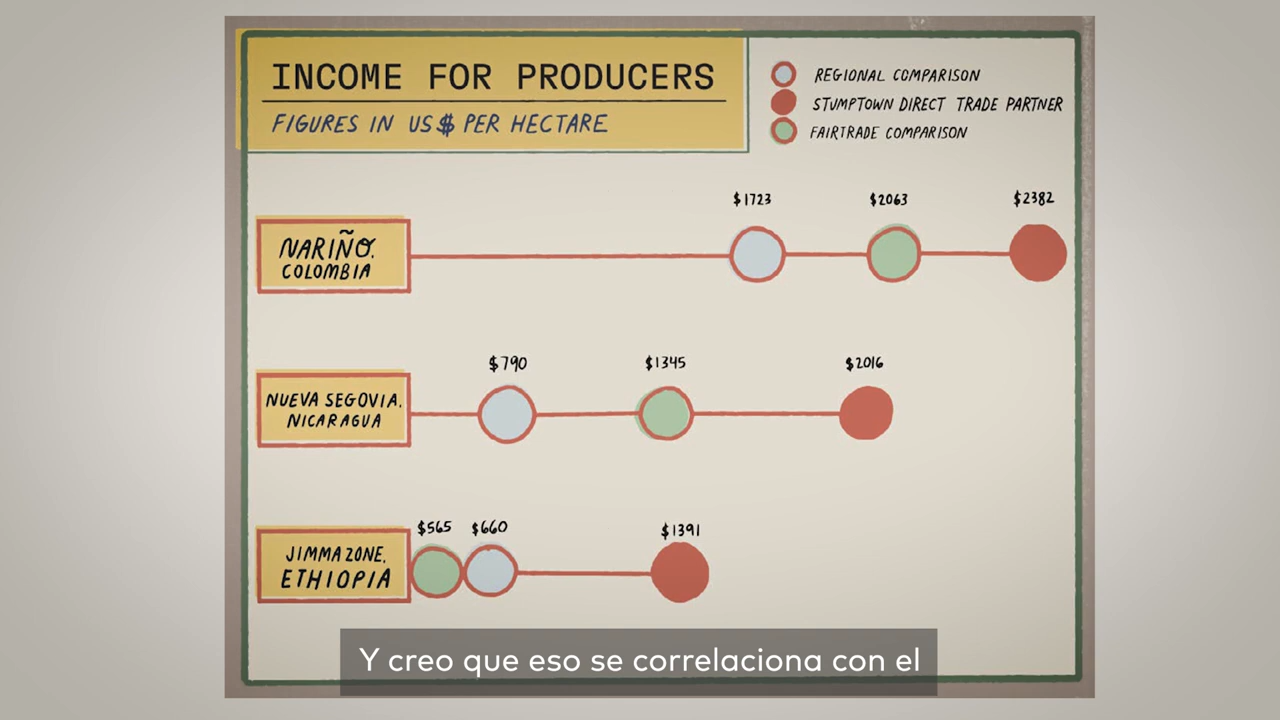 INCOME FOR PRODUCERS
FIGURES IN US$ PER HECTARE
REGIONAL COMPARISON
STUMPTOWN DIRECT TRADE PARTNER
FAIRTRADE COMPARISON
$1723
$2063
$2382
NARIÑO.
COLOMBIA
$790
$1345
$2016
NUEVA SEGOVIA.
NICARAGUA
$565
$660
$1391
JIMMA ZONE.
ETHIOPIA
Y creo que eso se correlaciona con el